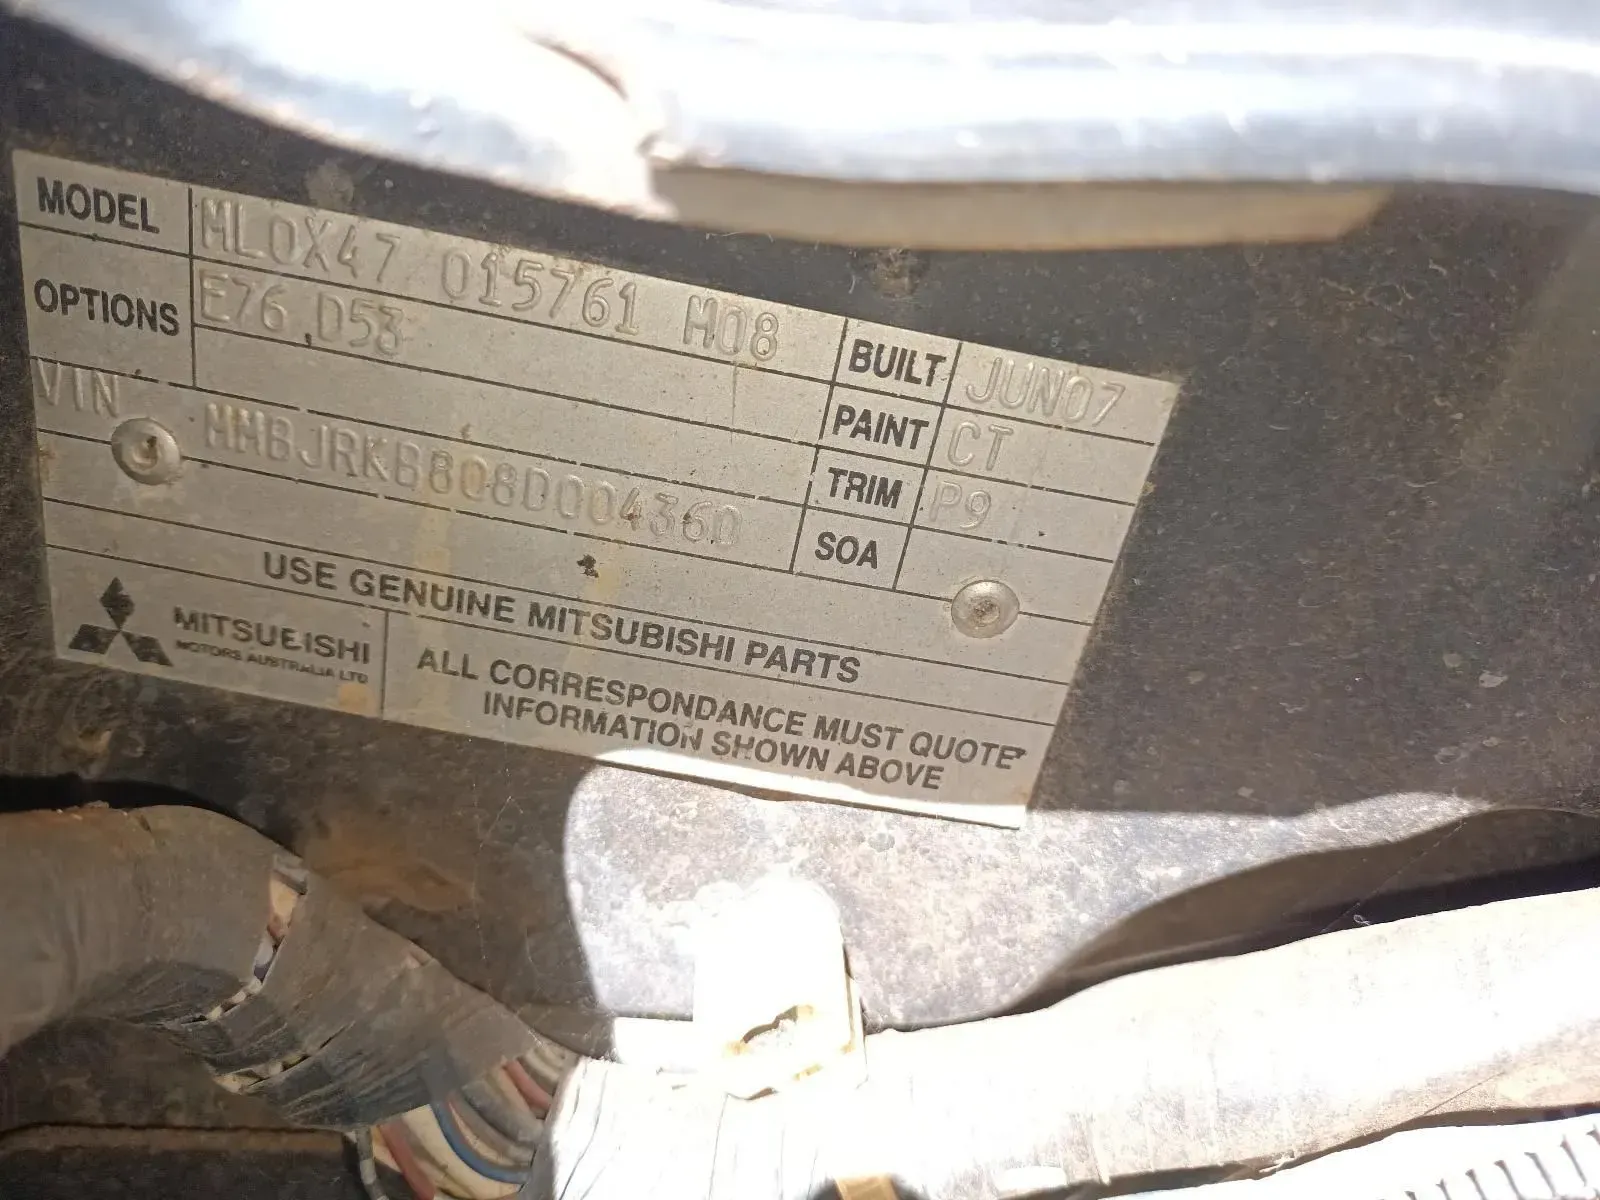 MODEL MLOX47 015761 M08
OPTIONS E76 D53
BUILT JUN07
PAINT CT
TRIM P9
SOA
VIN MMBJRKB808D004360
USE GENUINE MITSUBISHI PARTS
MITSUBISHI
MOTORS AUSTRALIA LTD
ALL CORRESPONDANCE MUST QUOTE
INFORMATION SHOWN ABOVE